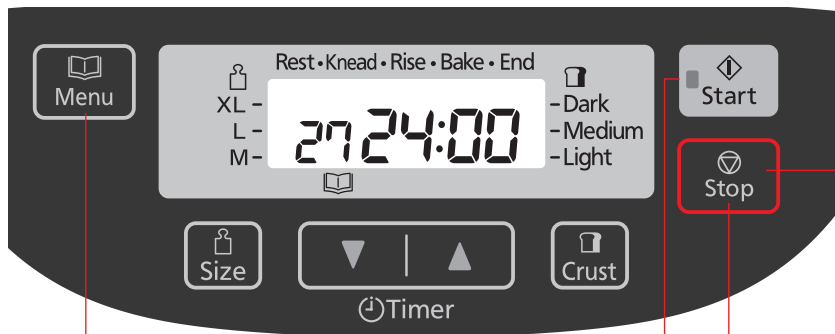 Menu
Rest • Knead • Rise • Bake • End
XL -
L -
M -
27 24:00
- Dark
- Medium
- Light
Start
Stop
Size
Crust
Timer